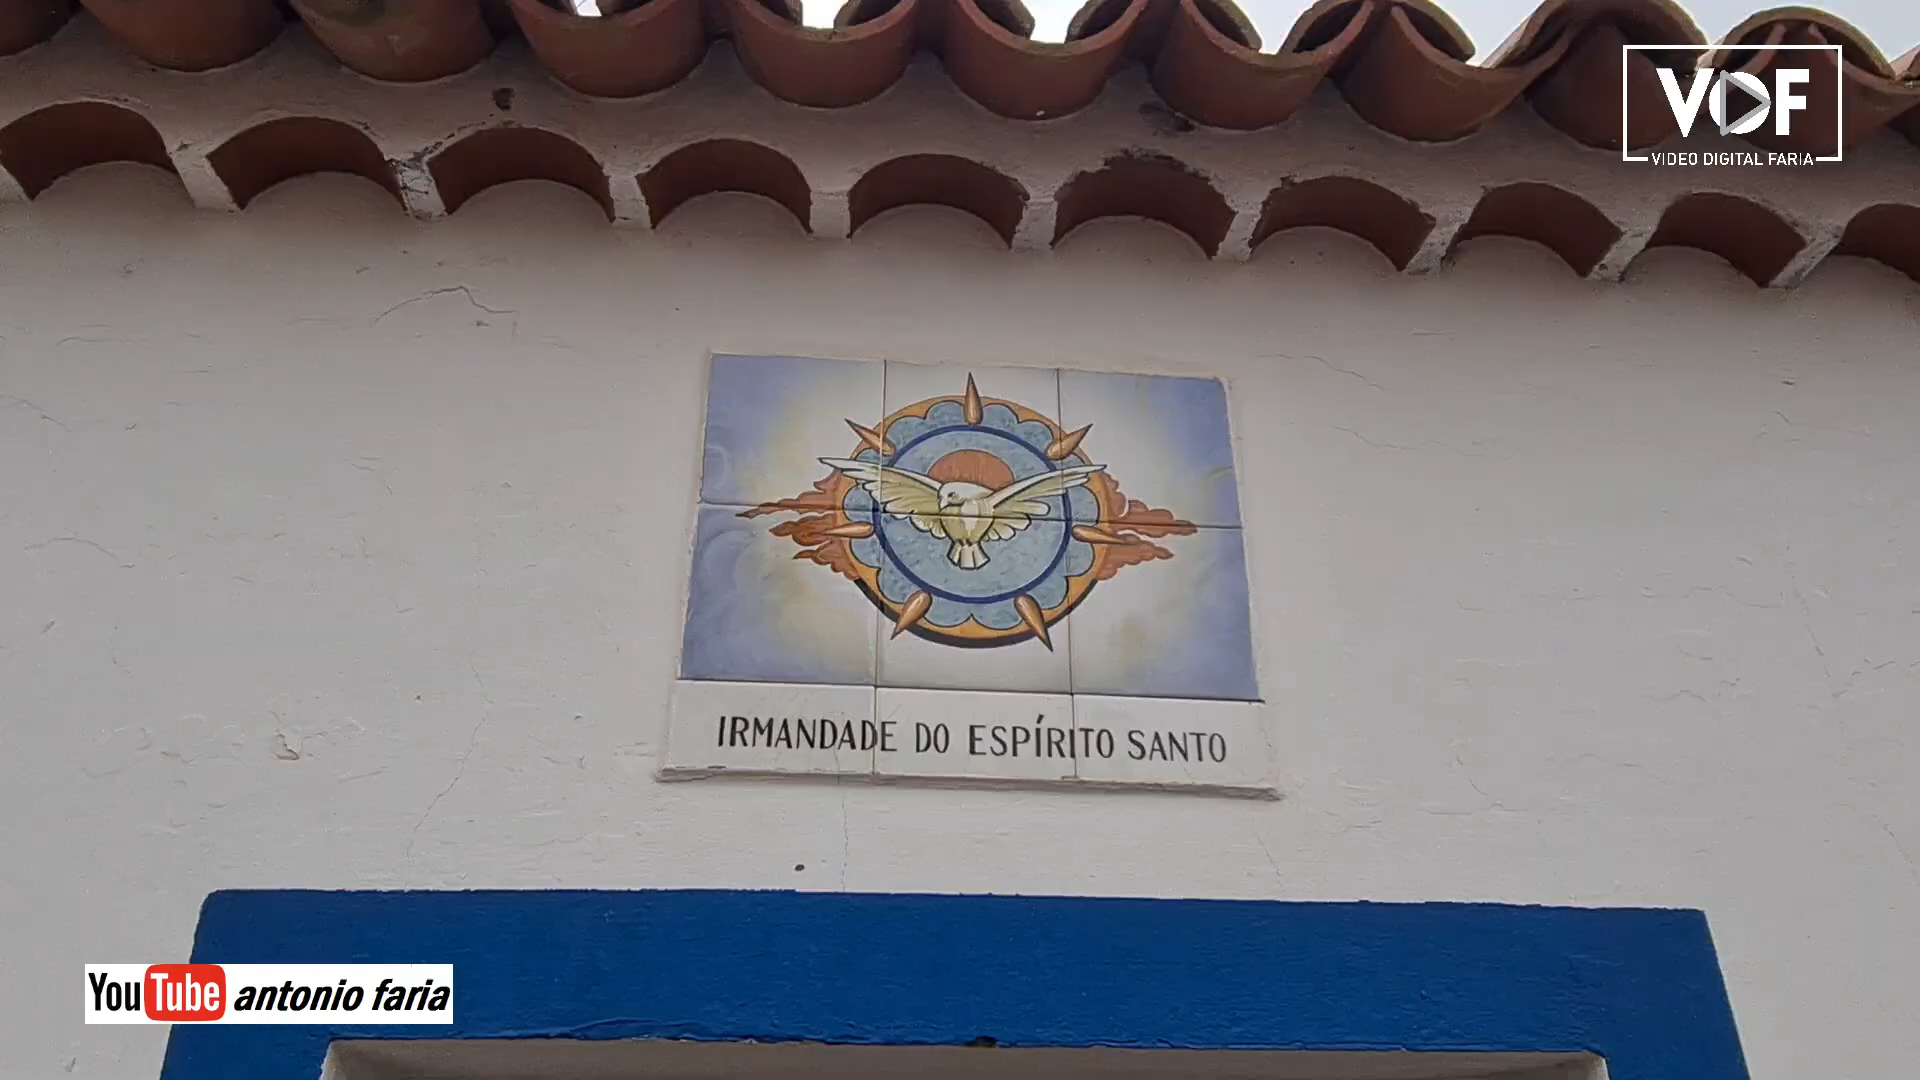 VDF
VIDEO DIGITAL FARIA
IRMANDADE DO ESPÍRITO SANTO
YouTube antonio faria